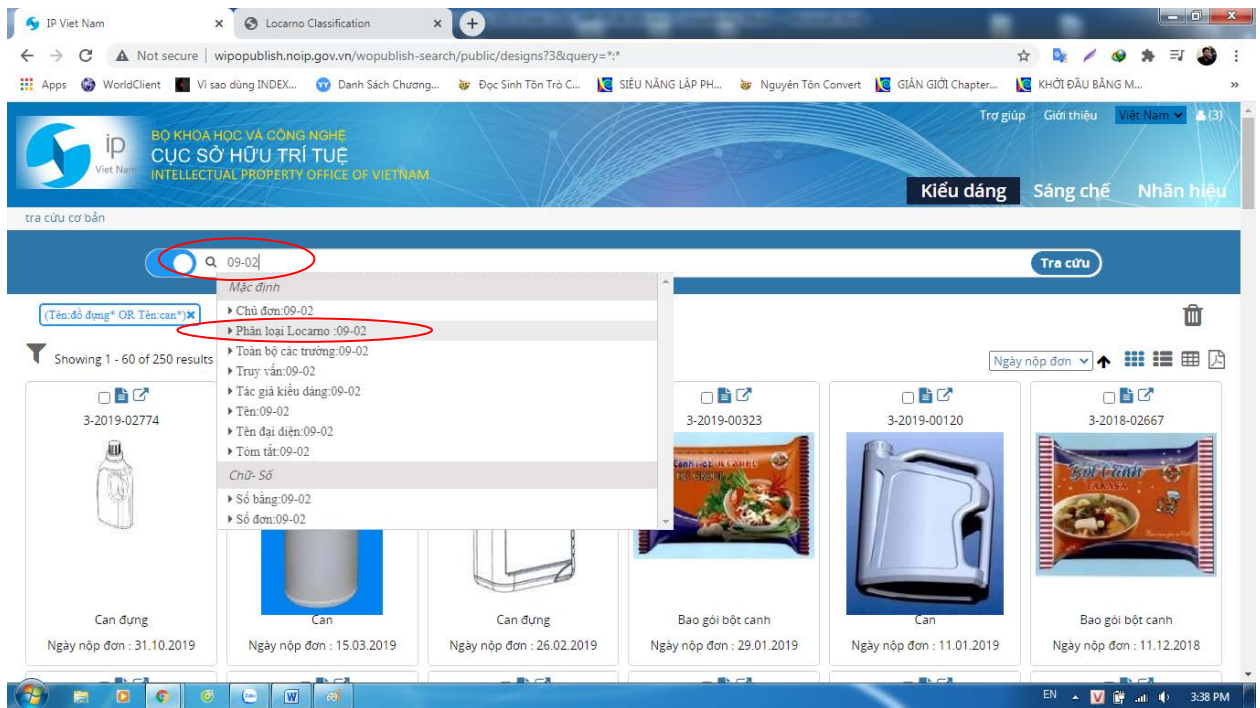 IP Viet Nam
Locarno Classification
Not secure | wipopublish.noip.gov.vn/wopublish-search/public/designs?3&query=*:*
Apps WorldClient Vì sao dùng INDEX... Danh Sách Chương... Đọc Sinh Tồn Trò C... SIÊU NĂNG LẬP PH... Nguyên Tôn Convert GIẢN GIỚI Chapter... KHỞI ĐẦU BẰNG M... »
Trợ giúp Giới thiệu Việt Nam (3)
ip
Viet Nam
BỘ KHOA HỌC VÀ CÔNG NGHỆ
CỤC SỞ HỮU TRÍ TUỆ
INTELLECTUAL PROPERTY OFFICE OF VIETNAM
Kiểu dáng Sáng chế Nhãn hiệu
tra cứu cơ bản
09-02 Tra cứu
Mặc định
Chủ đơn:09-02
Phân loại Locarno :09-02
Toàn bộ các trường:09-02
Truy vấn:09-02
Tác giả kiểu dáng:09-02
Tên:09-02
Tên đại diện:09-02
Tóm tắt:09-02
Chữ- Số
Số bằng:09-02
Số đơn:09-02
(Tên:đồ đựng* OR Tên:can*)
Showing 1 - 60 of 250 results
Ngày nộp đơn
3-2019-02774 3-2019-00323 3-2019-00120 3-2018-02667
Bột Canh
Can đựng Can Can đựng Bao gói bột canh Can Bao gói bột canh
Ngày nộp đơn : 31.10.2019 Ngày nộp đơn : 15.03.2019 Ngày nộp đơn : 26.02.2019 Ngày nộp đơn : 29.01.2019 Ngày nộp đơn : 11.01.2019 Ngày nộp đơn : 11.12.2018
EN 3:38 PM